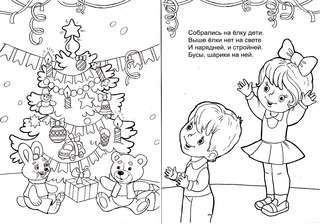 Собрались на ёлку дети.
Выше ёлки нет на свете
И нарядней, и стройней.
Бусы, шарики на ней.